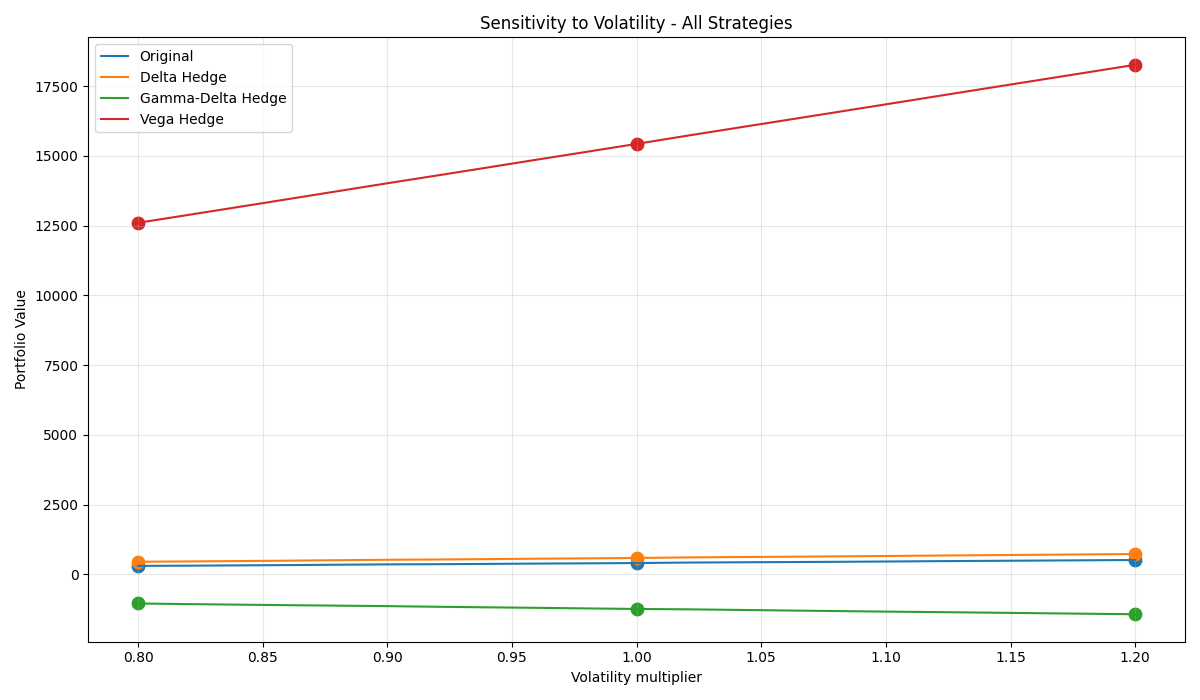 Sensitivity to Volatility - All Strategies
Original
Delta Hedge
Gamma-Delta Hedge
Vega Hedge
Portfolio Value
17500
15000
12500
10000
7500
5000
2500
0
0.80
0.85
0.90
0.95
1.00
1.05
1.10
1.15
1.20
Volatility multiplier